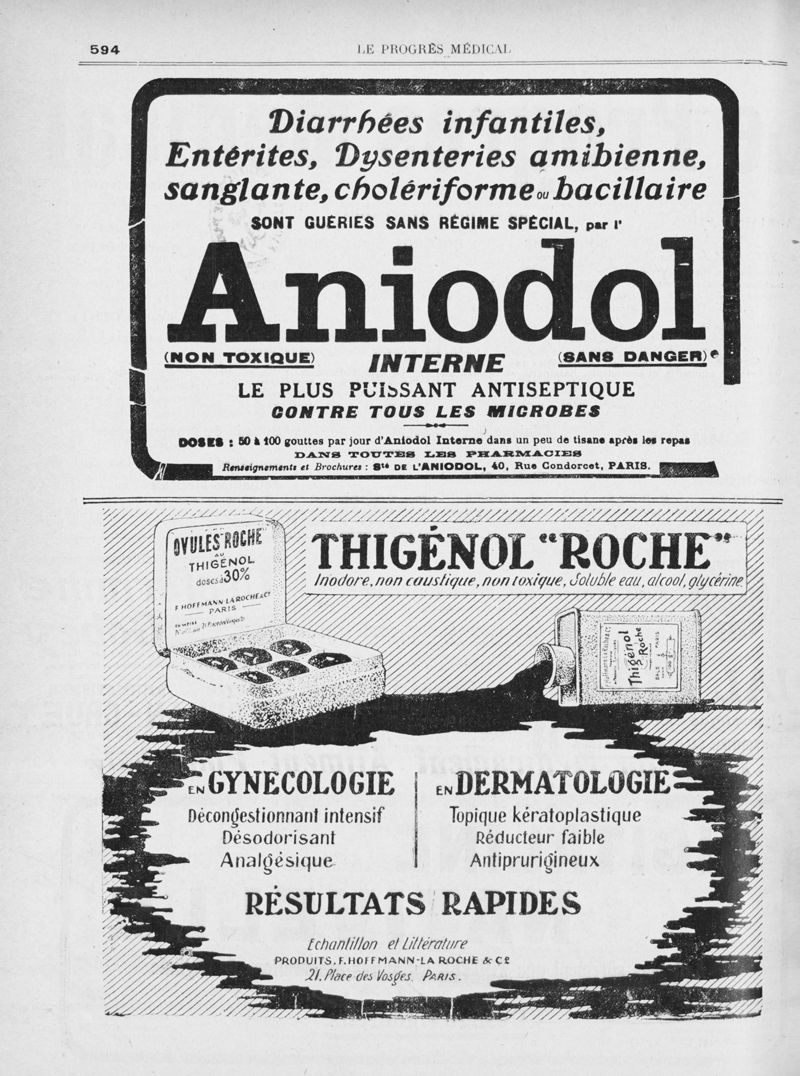 594
LE PROGRÈS MÉDICAL
Diarrhées infantiles,
Entérites, Dysenteries amibienne,
sanglante, cholériforme ou bacillaire
SONT GUÉRIES SANS RÉGIME SPÉCIAL, par l'
Aniodol
(NON TOXIQUE)
INTERNE
(SANS DANGER)
LE PLUS PUISSANT ANTISEPTIQUE
CONTRE TOUS LES MICROBES
DOSES : 50 à 100 gouttes par jour d'Aniodol Interne dans un peu de tisane après les repas
DANS TOUTES LES PHARMACIES
Renseignements et Brochures : Sté DE L'ANIODOL, 40, Rue Condorcet, PARIS.
OVULES "ROCHE"
AU
THIGÉNOL
doses à 30%
F. HOFFMANN-LA ROCHE & Cº
PARIS
THIGÉNOL "ROCHE"
Inodore, non caustique, non toxique, Soluble eau, alcool, glycérine
Thigénol
Roche
EN GYNECOLOGIE
Décongestionnant intensif
Désodorisant
Analgésique
EN DERMATOLOGIE
Topique kératoplastique
Réducteur faible
Antiprurigineux
RÉSULTATS RAPIDES
Echantillon et Littérature
PRODUITS. F. HOFFMANN-LA ROCHE & Cº
21. Place des Vosges. PARIS.